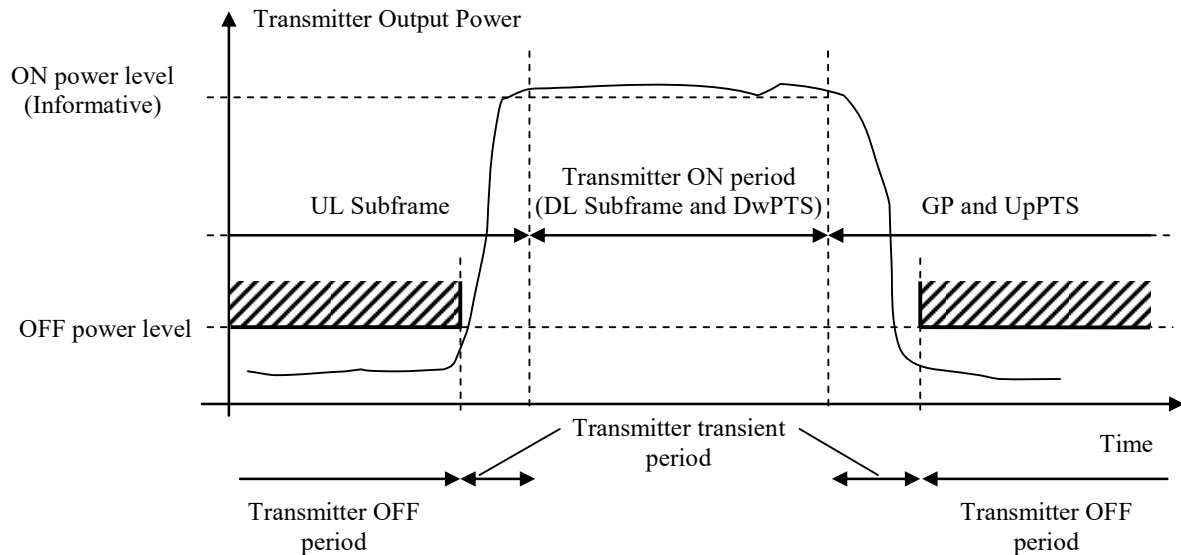 Transmitter Output Power
ON power level
(Informative)
Transmitter ON period
(DL Subframe and DwPTS)
UL Subframe
GP and UpPTS
OFF power level
Transmitter transient
period
Time
Transmitter OFF
period
Transmitter OFF
period